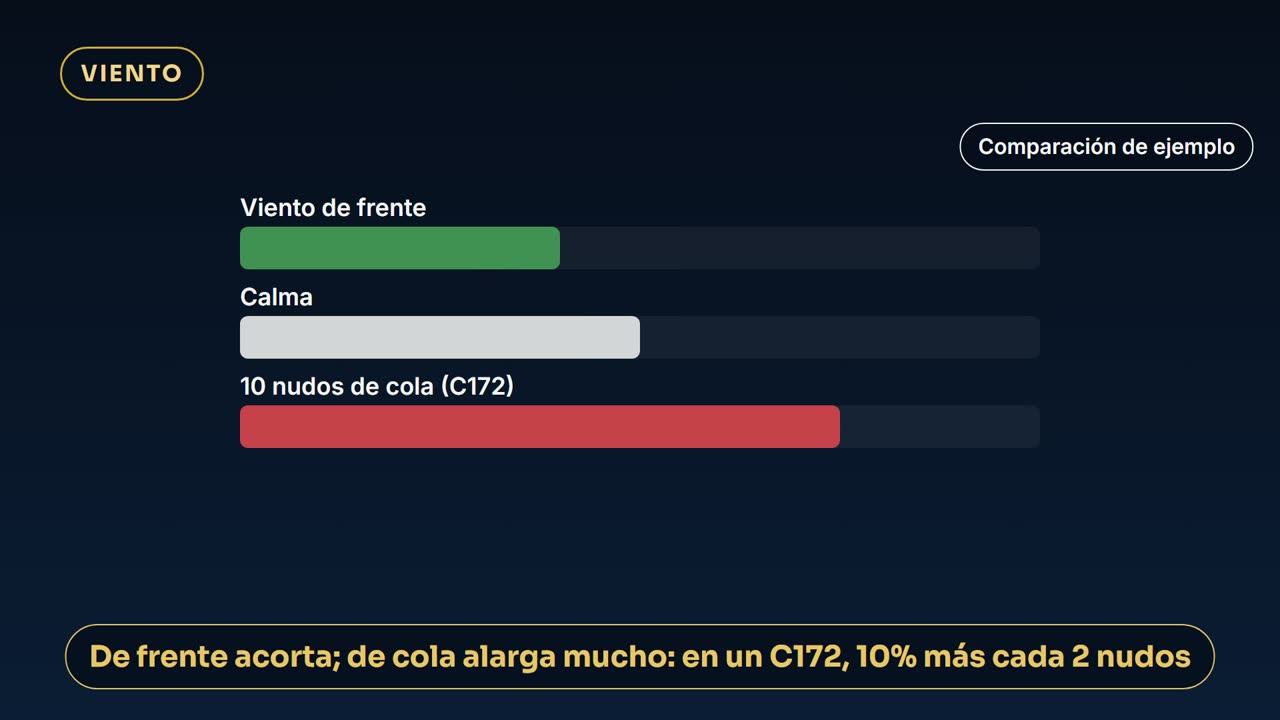 VIENTO
Comparación de ejemplo
Viento de frente
Calma
10 nudos de cola (C172)
De frente acorta; de cola alarga mucho: en un C172, 10% más cada 2 nudos